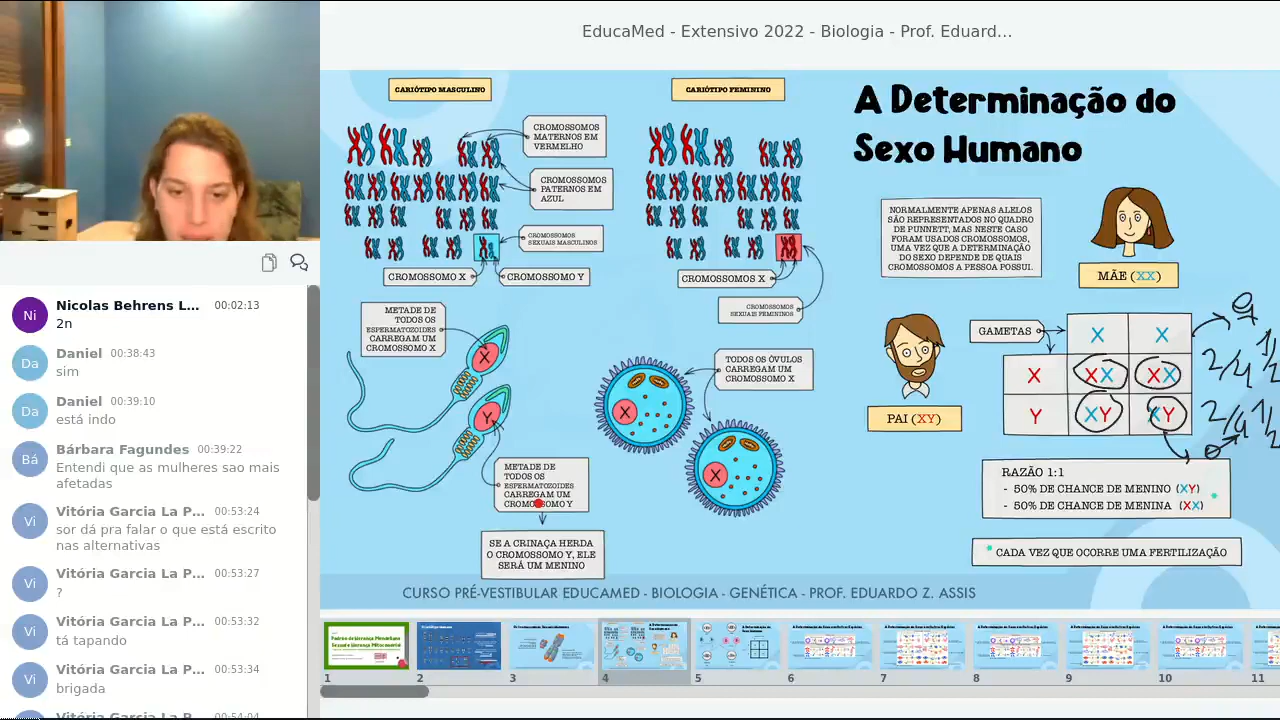 EducaMed - Extensivo 2022 - Biologia - Prof. Eduard...
Ni
Nicolas Behrens L... 00:02:13
2n
Da
Daniel 00:38:43
sim
Da
Daniel 00:39:10
está indo
Bá
Bárbara Fagundes 00:39:22
Entendi que as mulheres sao mais
afetadas
Vi
Vitória Garcia La P... 00:53:24
sor dá pra falar o que está escrito
nas alternativas
Vi
Vitória Garcia La P... 00:53:27
?
Vi
Vitória Garcia La P... 00:53:32
tá tapando
Vi
Vitória Garcia La P... 00:53:34
brigada
Vitória Garcia La P... 00:54:04
CARIÓTIPO MASCULINO
CROMOSSOMOS
MATERNOS EM
VERMELHO
CROMOSSOMOS
PATERNOS EM
AZUL
CROMOSSOMOS
SEXUAIS MASCULINOS
CROMOSSOMO X
CROMOSSOMO Y
CARIÓTIPO FEMININO
CROMOSSOMOS X
CROMOSSOMOS
SEXUAIS FEMININOS
METADE DE
TODOS OS
ESPERMATOZOIDES
CARREGAM UM
CROMOSSOMO X
X
Y
METADE DE
TODOS OS
ESPERMATOZOIDES
CARREGAM UM
CROMOSSOMO Y
SE A CRINAÇA HERDA
O CROMOSSOMO Y, ELE
SERÁ UM MENINO
TODOS OS ÓVULOS
CARREGAM UM
CROMOSSOMO X
X
X
A Determinação do
Sexo Humano
NORMALMENTE APENAS ALELOS
SÃO REPRESENTADOS NO QUADRO
DE PUNNETT, MAS NESTE CASO
FORAM USADOS CROMOSSOMOS,
UMA VEZ QUE A DETERMINAÇÃO
DO SEXO DEPENDE DE QUAIS
CROMOSSOMOS A PESSOA POSSUI.
MÃE (XX)
PAI (XY)
GAMETAS
X X
X XX XX
Y XY XY
♀
2/4 1/2
2/4 1/2
RAZÃO 1:1
- 50% DE CHANCE DE MENINO (XY)
- 50% DE CHANCE DE MENINA (XX) *
* CADA VEZ QUE OCORRE UMA FERTILIZAÇÃO
CURSO PRÉ-VESTIBULAR EDUCAMED - BIOLOGIA - GENÉTICA - PROF. EDUARDO Z. ASSIS
1 2 3 4 5 6 7 8 9 10 11